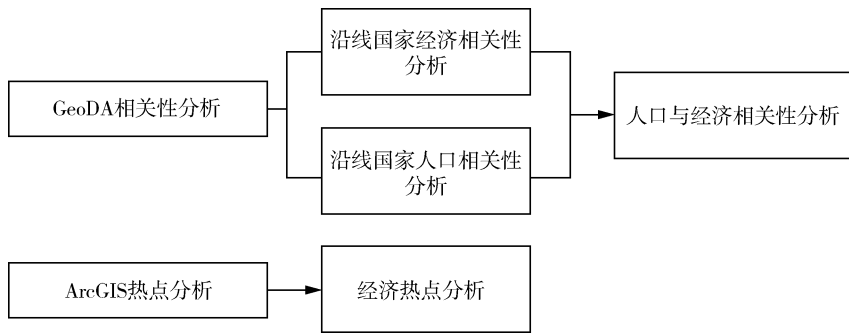 沿线国家经济相关性
分析
GeoDA相关性分析
人口与经济相关性分析
沿线国家人口相关性
分析
ArcGIS热点分析
经济热点分析